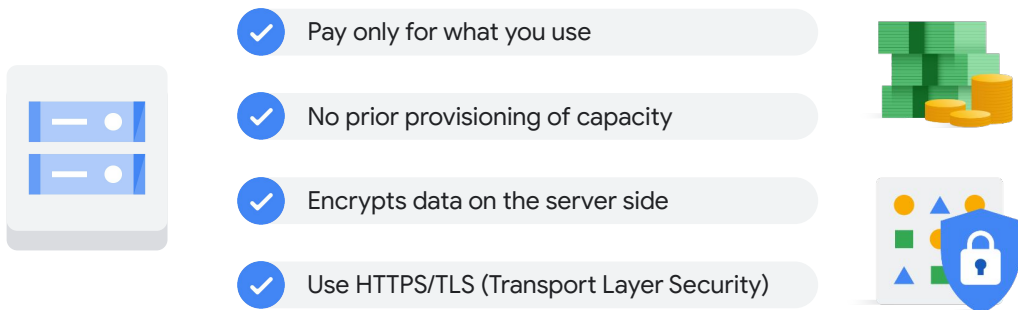 Pay only for what you use
No prior provisioning of capacity
Encrypts data on the server side
Use HTTPS/TLS (Transport Layer Security)